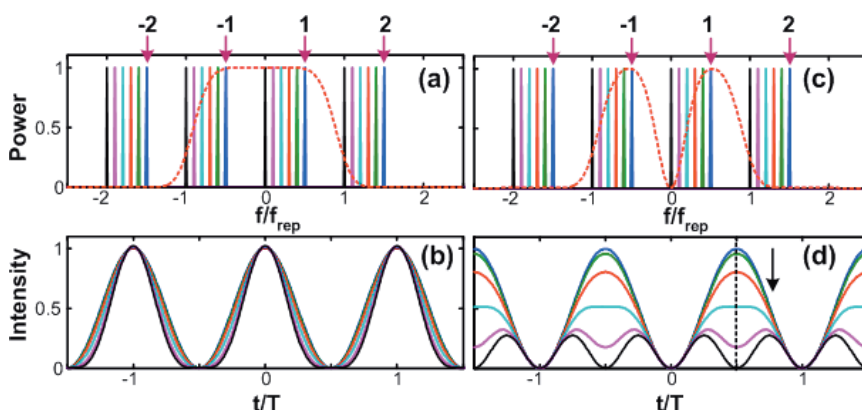 -2 -1 1 2
-2 -1 1 2
(a)
(c)
Power
1
0.5
0
-2 -1 0 1 2
-2 -1 0 1 2
f/frep
f/frep
(b)
(d)
Intensity
1
0.5
0
-1 0 1
-1 0 1
t/T
t/T